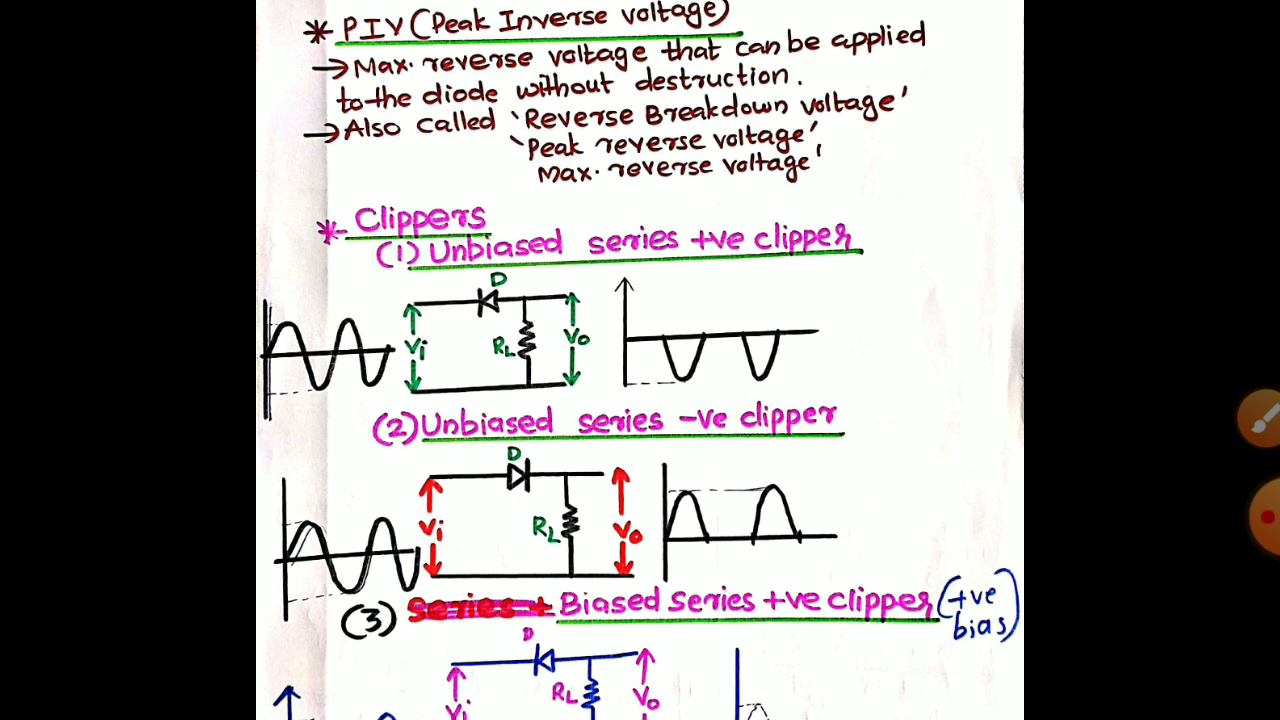 * PIV (Peak Inverse voltage)
→ Max. reverse voltage that can be applied
to the diode without destruction.
→ Also called 'Reverse Breakdown voltage'
'Peak reverse voltage'
Max. reverse voltage'
* Clippers
(1) Unbiased series +ve clipper
D
Vi
RL
Vo
(2) Unbiased series -ve clipper
D
Vi
RL
Vo
(3) series + Biased series +ve clipper (+ve
bias)
D
Vi
RL
Vo